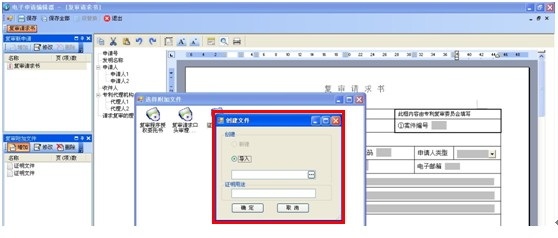 电子申请编辑器 - [复审请求书]
保存 保存全部 退出
复审请求书
复审新申请
增加 修改 删除
名称 页(项)数
复审请求书
申请号
发明名称
申请人
申请人1
申请人2
收件人
专利代理机构
代理人1
代理人2
请求复审的理
复审附加文件
增加 修改 删除
名称 页(项)数
证明文件
证明文件
选择附加文件
复审程序授权委托书
复审请求口头审理
创建文件
创建
新建
导入
证明用途
确 定 取 消
复 审 请 求 书
此框内容由专利复审委员会填写
①案件编号
申请人类型
电子邮箱